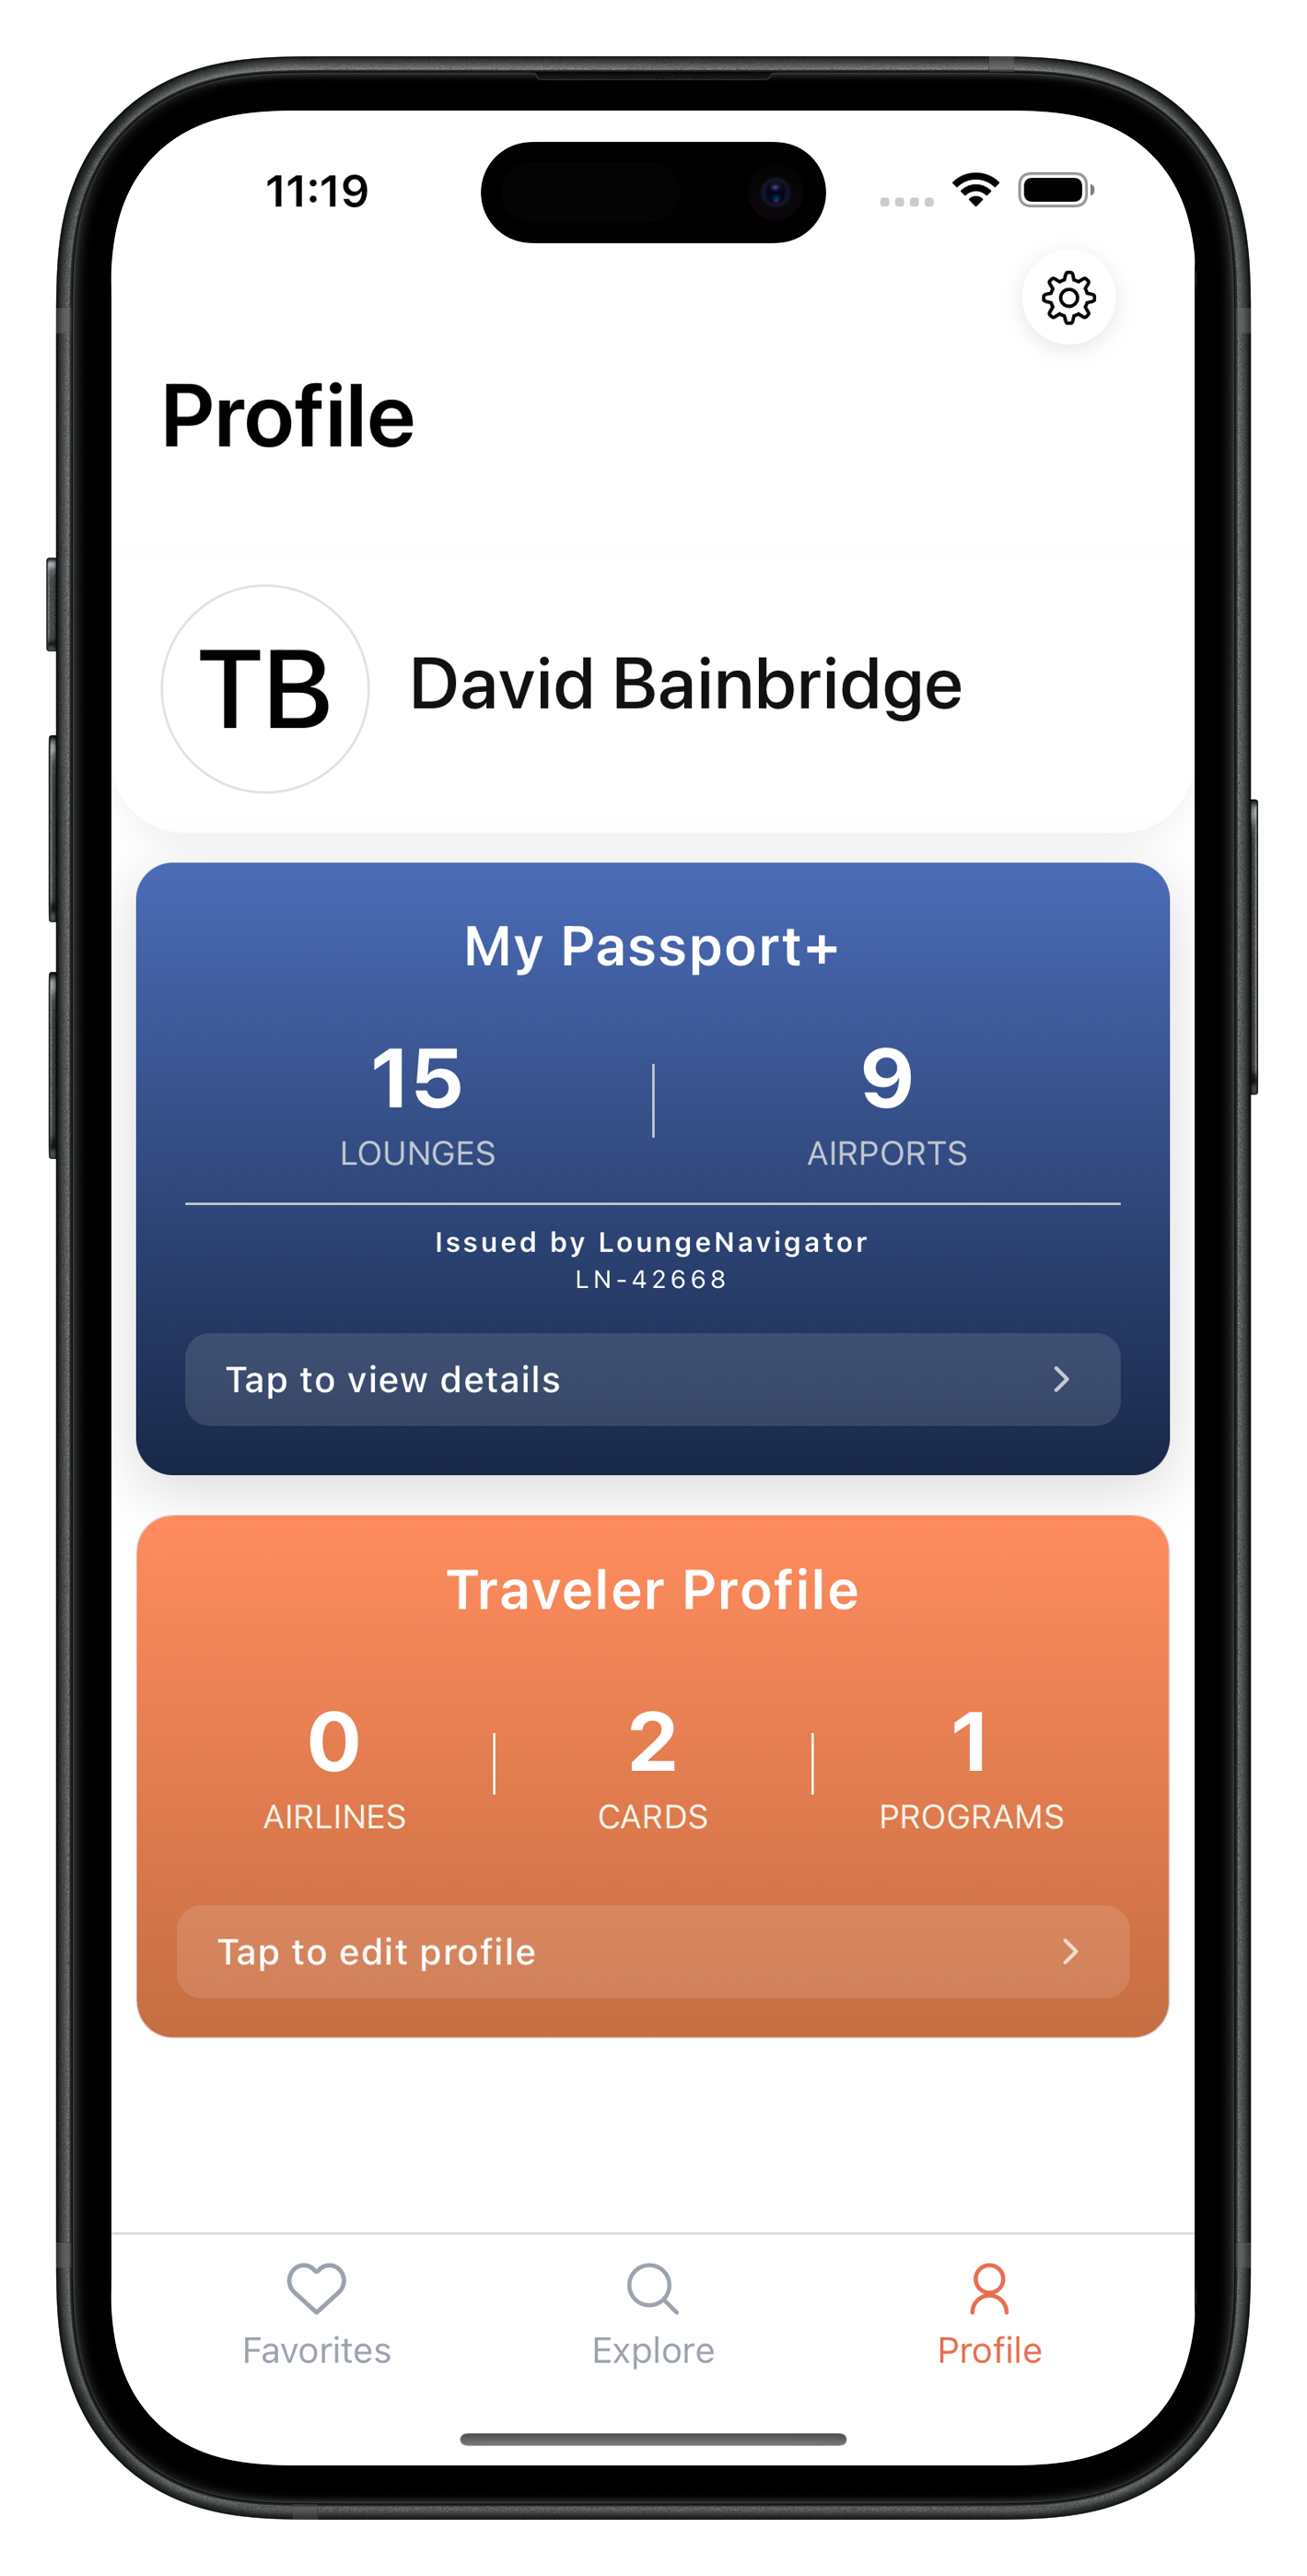 11:19
Profile
TB
David Bainbridge
My Passport+
15
9
LOUNGES
AIRPORTS
Issued by LoungeNavigator
LN-42668
Tap to view details
Traveler Profile
0
2
1
AIRLINES
CARDS
PROGRAMS
Tap to edit profile
Favorites
Explore
Profile